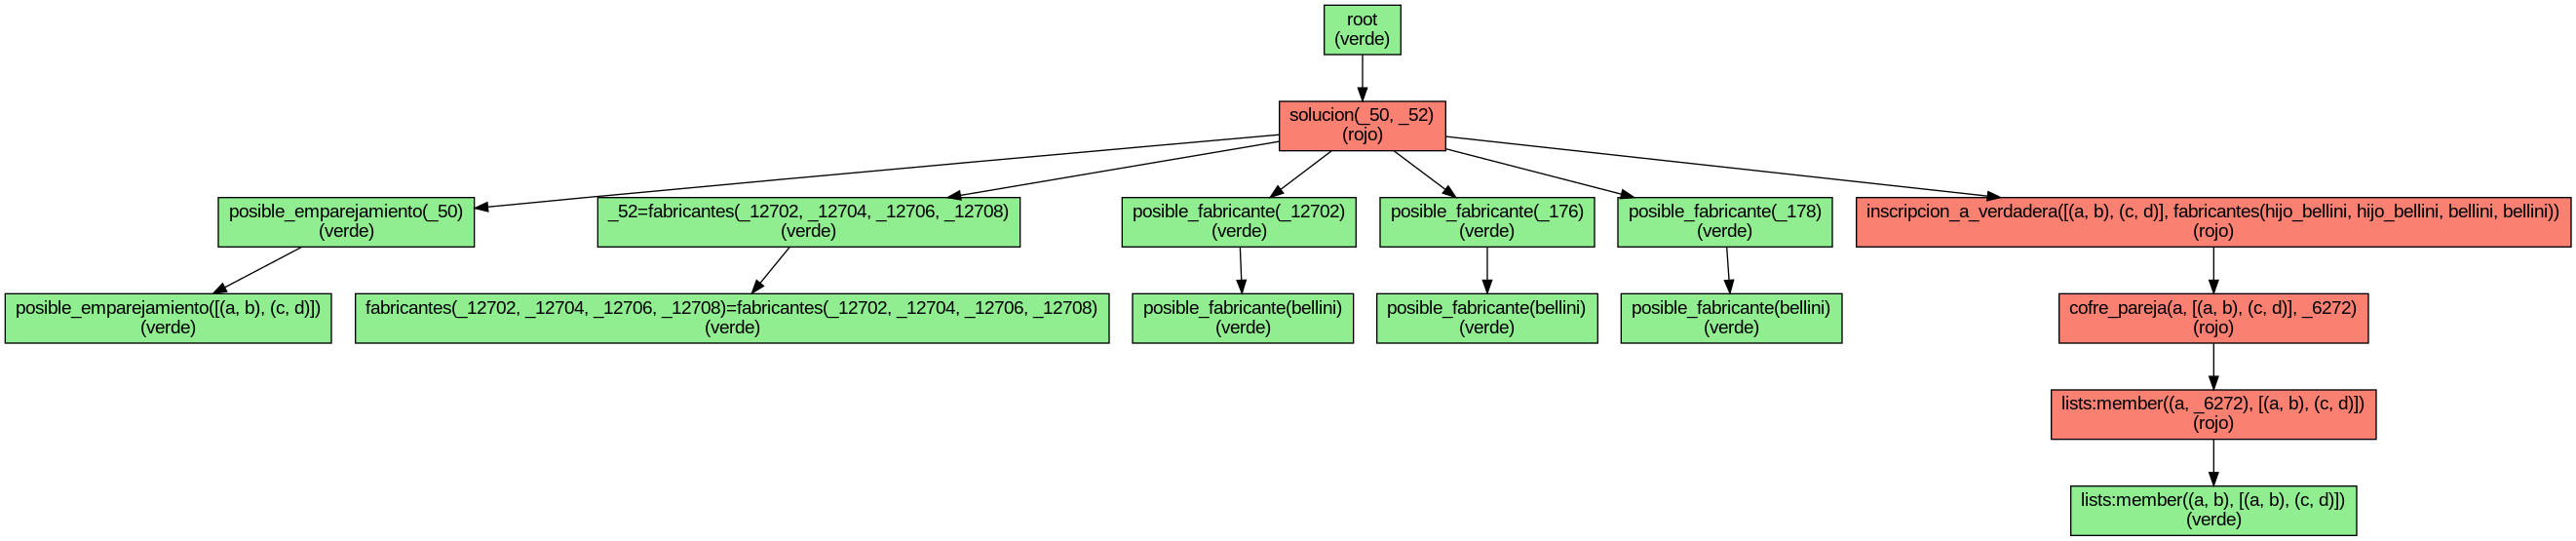 root
(verde)
solucion(_50, _52)
(rojo)
posible_emparejamiento(_50)
(verde)
_52=fabricantes(_12702, _12704, _12706, _12708)
(verde)
posible_fabricante(_12702)
(verde)
posible_fabricante(_176)
(verde)
posible_fabricante(_178)
(verde)
inscripcion_a_verdadera([(a, b), (c, d)], fabricantes(hijo_bellini, hijo_bellini, bellini, bellini))
(rojo)
posible_emparejamiento([(a, b), (c, d)])
(verde)
fabricantes(_12702, _12704, _12706, _12708)=fabricantes(_12702, _12704, _12706, _12708)
(verde)
posible_fabricante(bellini)
(verde)
posible_fabricante(bellini)
(verde)
posible_fabricante(bellini)
(verde)
cofre_pareja(a, [(a, b), (c, d)], _6272)
(rojo)
lists:member((a, _6272), [(a, b), (c, d)])
(rojo)
lists:member((a, b), [(a, b), (c, d)])
(verde)